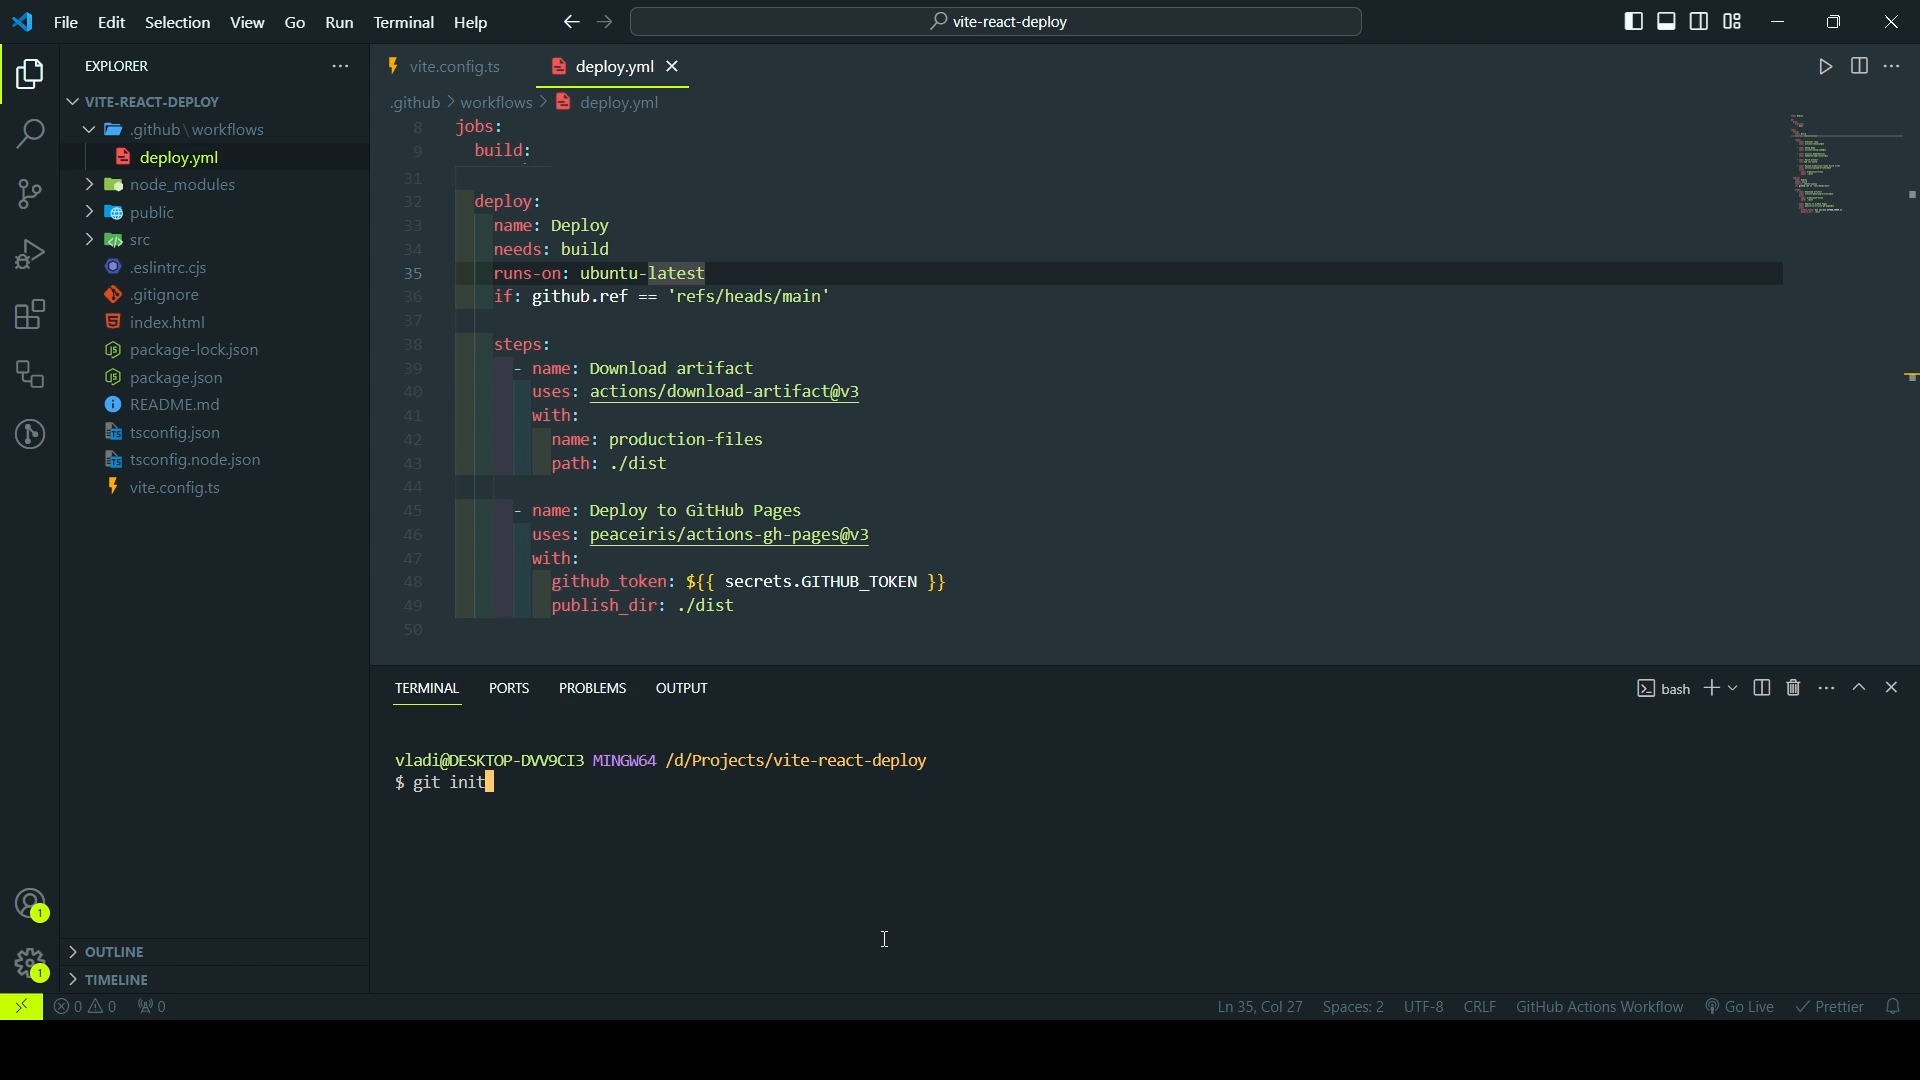 File Edit Selection View Go Run Terminal Help
vite-react-deploy
EXPLORER
VITE-REACT-DEPLOY
.github\workflows
deploy.yml
node_modules
public
src
.eslintrc.cjs
.gitignore
index.html
package-lock.json
package.json
README.md
tsconfig.json
tsconfig.node.json
vite.config.ts
OUTLINE
TIMELINE
vite.config.ts deploy.yml
.github > workflows > deploy.yml
8 jobs:
9 build:
31
32 deploy:
33 name: Deploy
34 needs: build
35 runs-on: ubuntu-latest
36 if: github.ref == 'refs/heads/main'
37
38 steps:
39 - name: Download artifact
40 uses: actions/download-artifact@v3
41 with:
42 name: production-files
43 path: ./dist
44
45 - name: Deploy to GitHub Pages
46 uses: peaceiris/actions-gh-pages@v3
47 with:
48 github_token: ${{ secrets.GITHUB_TOKEN }}
49 publish_dir: ./dist
50
TERMINAL PORTS PROBLEMS OUTPUT
bash
vladi@DESKTOP-DVV9CI3 MINGW64 /d/Projects/vite-react-deploy
$ git init
1
1
0 0 0
Ln 35, Col 27 Spaces: 2 UTF-8 CRLF GitHub Actions Workflow Go Live Prettier